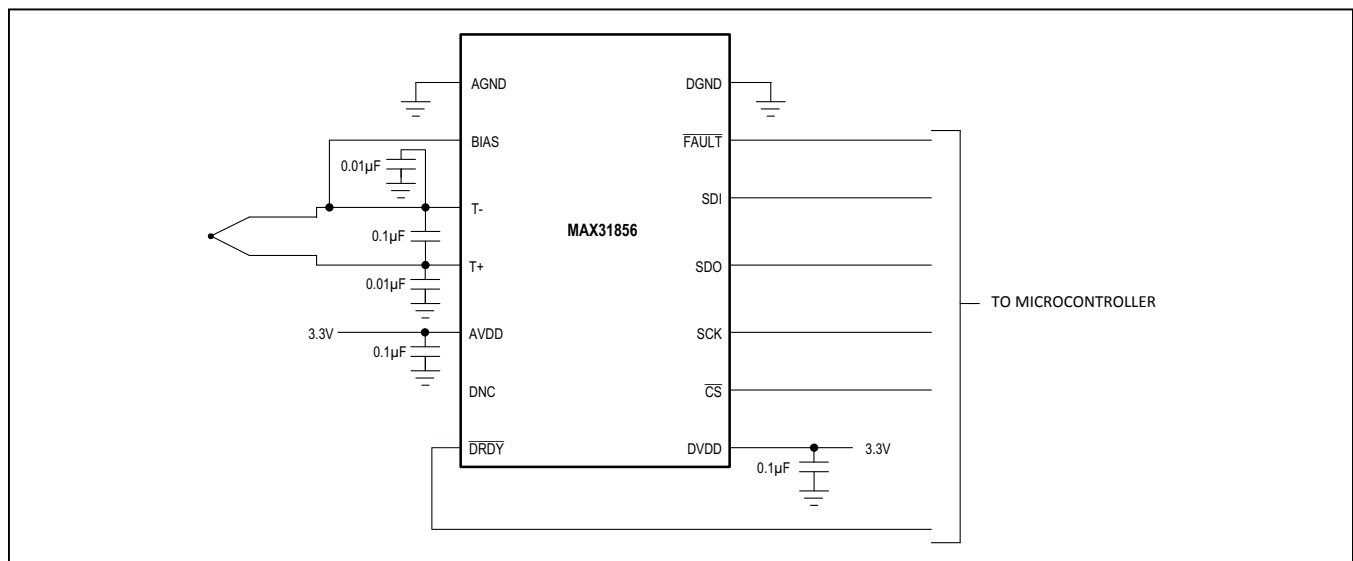 AGND
DGND
BIAS
FAULT
0.01µF
SDI
T-
MAX31856
0.1µF
SDO
T+
0.01µF
TO MICROCONTROLLER
3.3V
AVDD
SCK
0.1µF
DNC
CS
DRDY
DVDD
3.3V
0.1µF